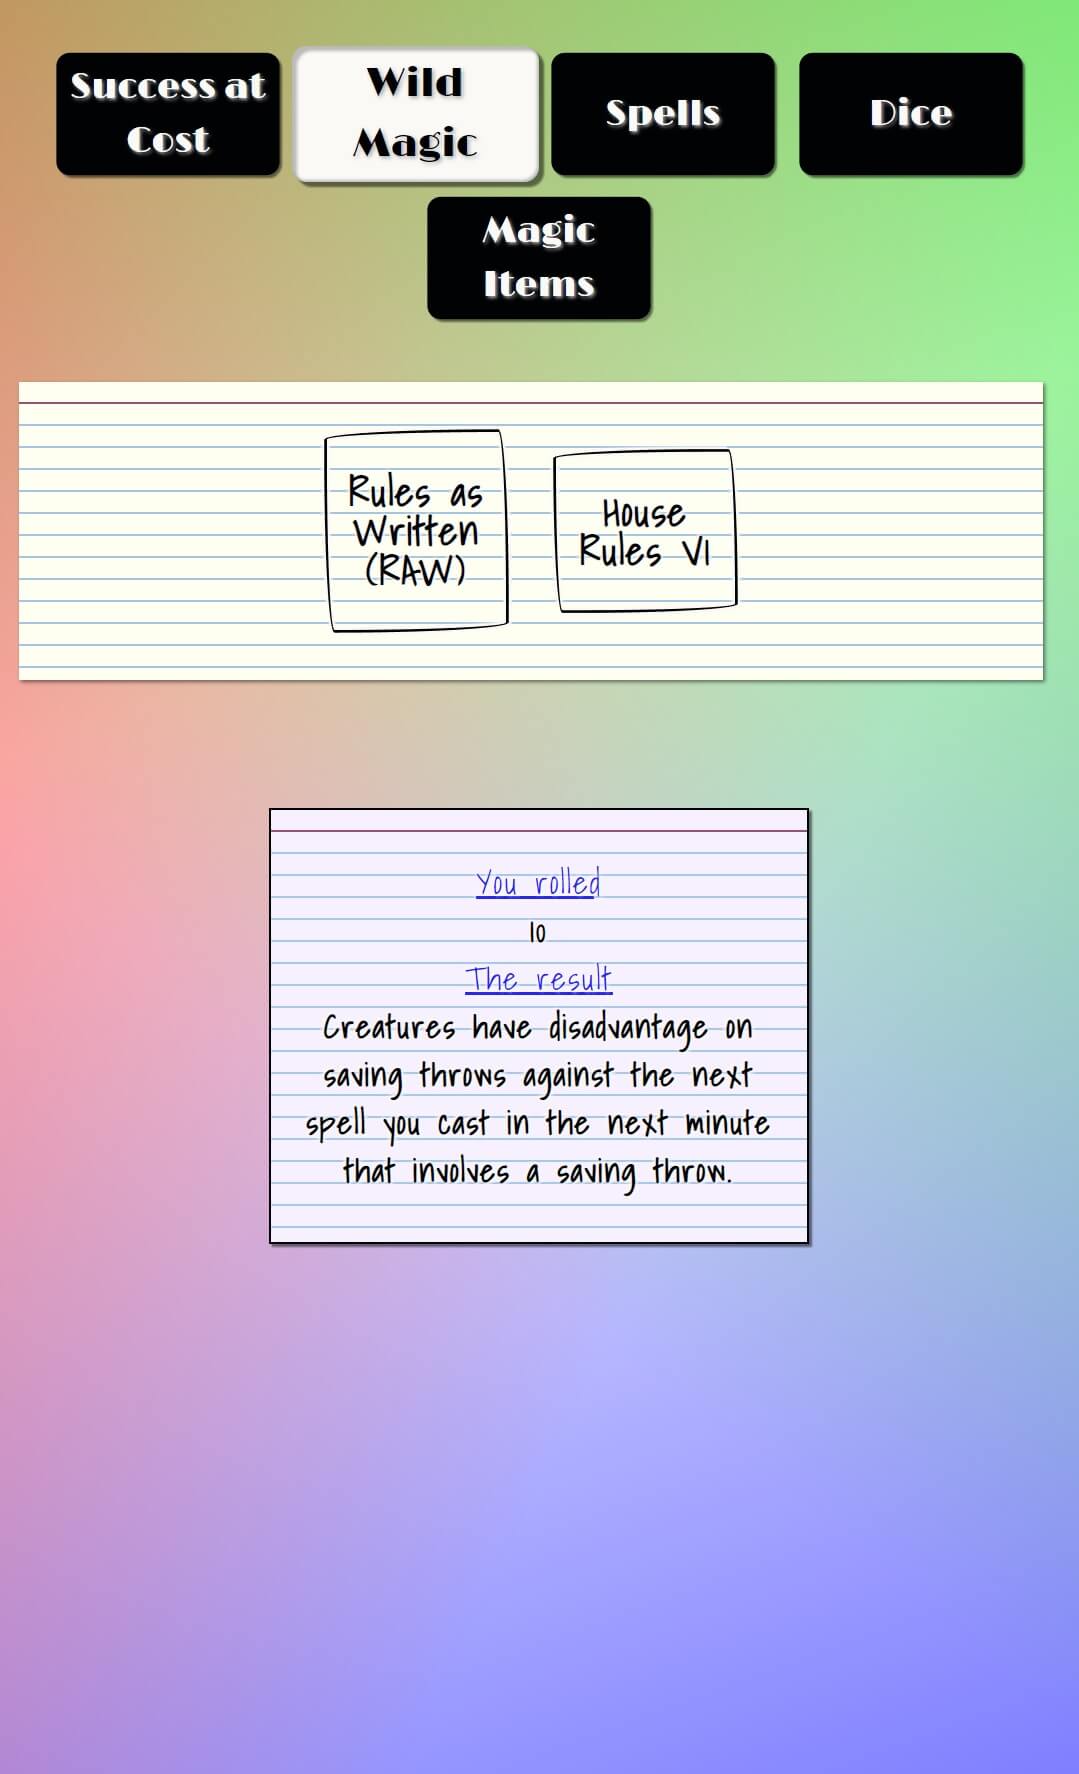 Success at
Cost
Wild
Magic
Spells
Dice
Magic
Items
Rules as
Written
(RAW)
House
Rules V1
You rolled
10
The result
Creatures have disadvantage on
saving throws against the next
spell you cast in the next minute
that involves a saving throw.